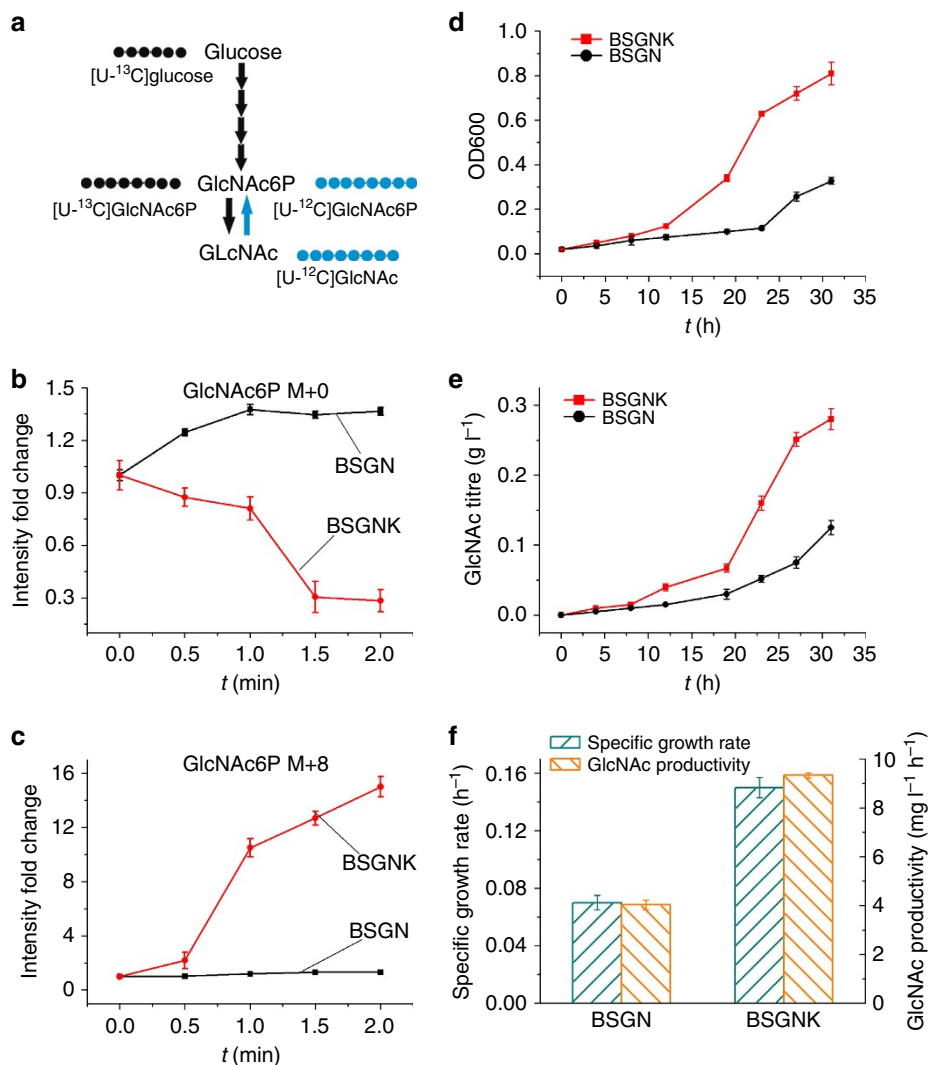 a
Glucose
[U-¹³C]glucose
GlcNAc6P
[U-¹³C]GlcNAc6P
[U-¹²C]GlcNAc6P
GLcNAc
[U-¹²C]GlcNAc
b
GlcNAc6P M+0
1.5
1.2
0.9
0.6
0.3
Intensity fold change
BSGN
BSGNK
0.0 0.5 1.0 1.5 2.0
t (min)
c
GlcNAc6P M+8
16
12
8
4
0
Intensity fold change
BSGNK
BSGN
0.0 0.5 1.0 1.5 2.0
t (min)
d
BSGNK
BSGN
1.0
0.8
0.6
0.4
0.2
0.0
OD600
0 5 10 15 20 25 30 35
t (h)
e
BSGNK
BSGN
0.3
0.2
0.1
0.0
GlcNAc titre (g l⁻¹)
0 5 10 15 20 25 30 35
t (h)
f
Specific growth rate
GlcNAc productivity
0.16
0.12
0.08
0.04
0.00
Specific growth rate (h⁻¹)
10
8
6
4
2
0
GlcNAc productivity (mg l⁻¹ h⁻¹)
BSGN BSGNK